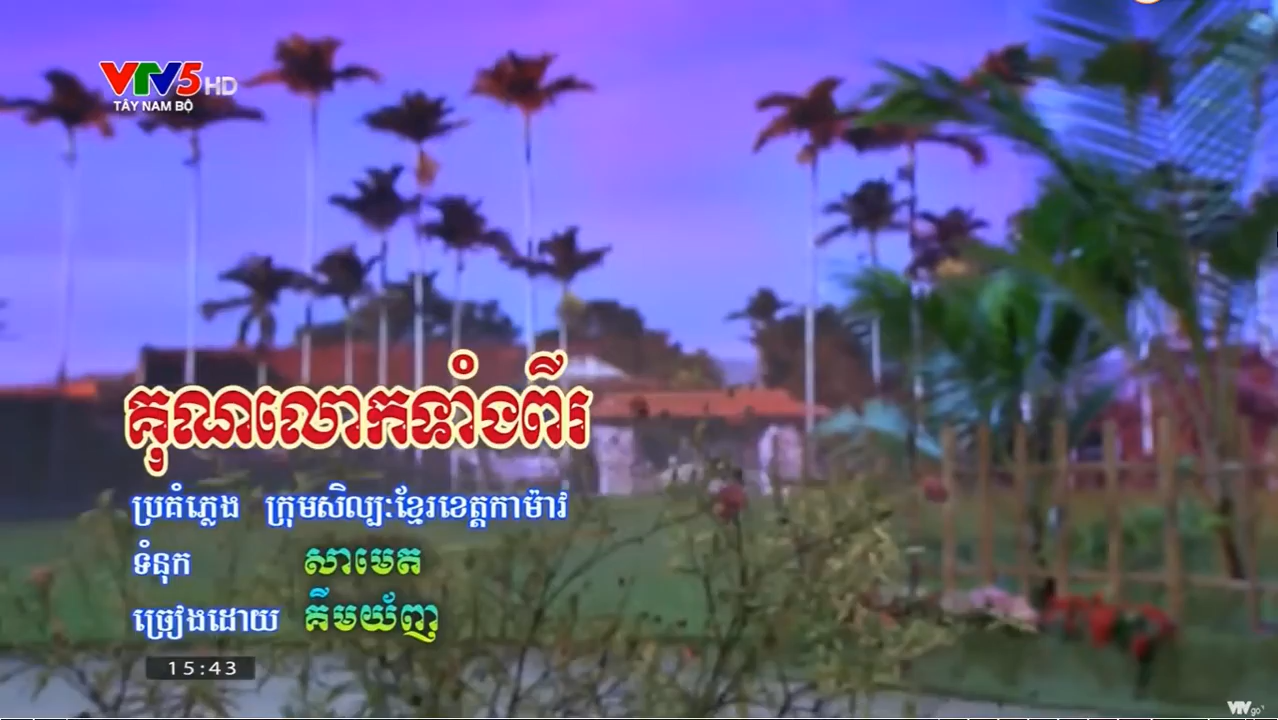 VTV5 HD
TÂY NAM BỘ
គុណលោកទាំងពីរ
ប្រគំភ្លេង ក្រុមសិល្បៈខ្មែរខេត្តកាម៉ាវ
ទំនុក សាមេត
ច្រៀងដោយ គីមយ័ញ
15:43
VTVgo